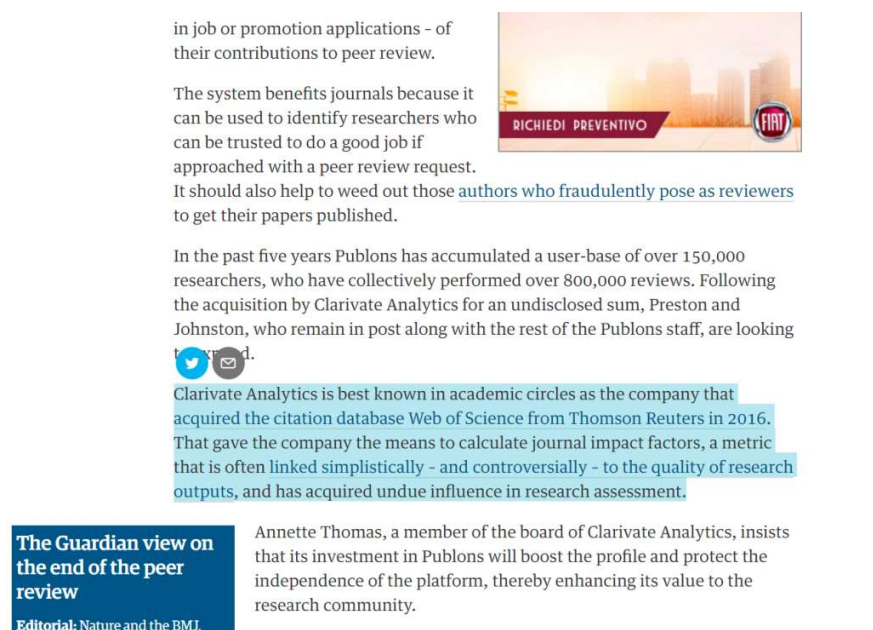 in job or promotion applications – of
their contributions to peer review.
The system benefits journals because it
can be used to identify researchers who
can be trusted to do a good job if
approached with a peer review request.
It should also help to weed out those authors who fraudulently pose as reviewers
to get their papers published.
RICHIEDI PREVENTIVO
FIAT
In the past five years Publons has accumulated a user-base of over 150,000
researchers, who have collectively performed over 800,000 reviews. Following
the acquisition by Clarivate Analytics for an undisclosed sum, Preston and
Johnston, who remain in post along with the rest of the Publons staff, are looking
Clarivate Analytics is best known in academic circles as the company that
acquired the citation database Web of Science from Thomson Reuters in 2016.
That gave the company the means to calculate journal impact factors, a metric
that is often linked simplistically – and controversially – to the quality of research
outputs, and has acquired undue influence in research assessment.
The Guardian view on
the end of the peer
review
Editorial: Nature and the BMJ,
Annette Thomas, a member of the board of Clarivate Analytics, insists
that its investment in Publons will boost the profile and protect the
independence of the platform, thereby enhancing its value to the
research community.